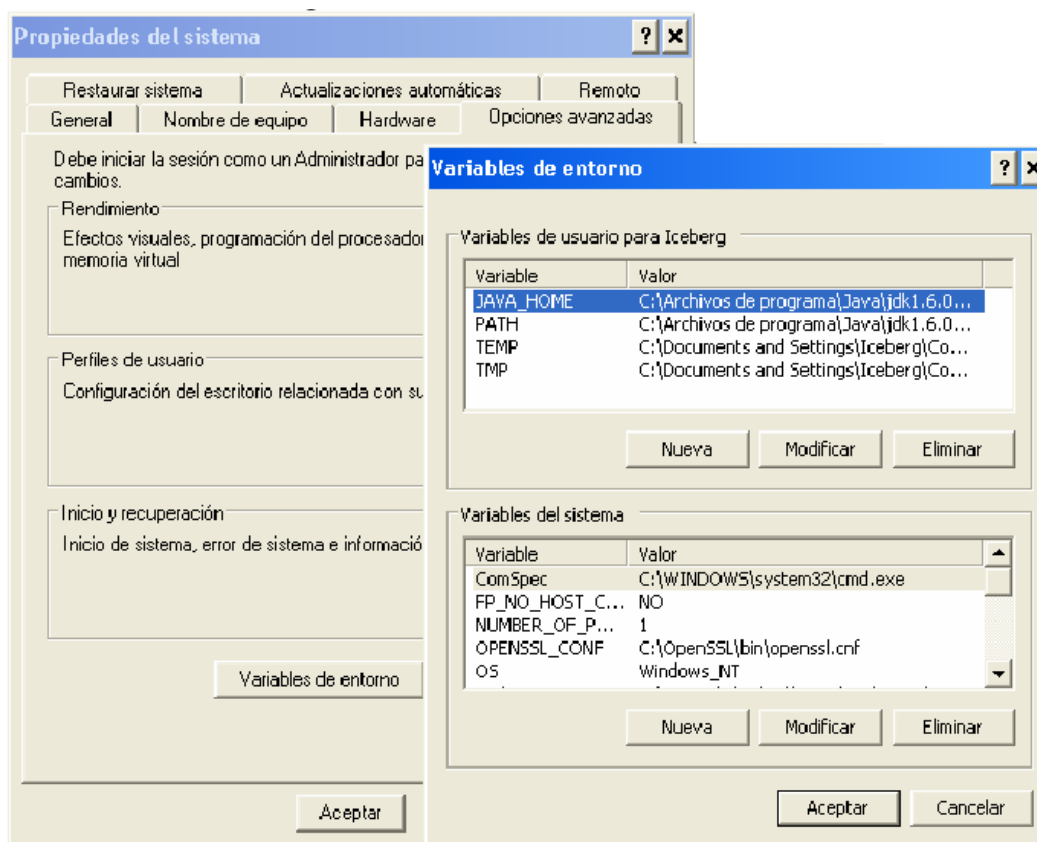 Propiedades del sistema
Restaurar sistema Actualizaciones automáticas Remoto
General Nombre de equipo Hardware Opciones avanzadas
Debe iniciar la sesión como un Administrador pa
cambios.
Rendimiento
Efectos visuales, programación del procesador
memoria virtual
Perfiles de usuario
Configuración del escritorio relacionada con su
Inicio y recuperación
Inicio de sistema, error de sistema e informació
Variables de entorno
Aceptar
Variables de entorno
Variables de usuario para Iceberg
Variable Valor
JAVA_HOME C:\Archivos de programa\Java\jdk1.6.0...
PATH C:\Archivos de programa\Java\jdk1.6.0...
TEMP C:\Documents and Settings\Iceberg\Co...
TMP C:\Documents and Settings\Iceberg\Co...
Nueva Modificar Eliminar
Variables del sistema
Variable Valor
ComSpec C:\WINDOWS\system32\cmd.exe
FP_NO_HOST_C... NO
NUMBER_OF_P... 1
OPENSSL_CONF C:\OpenSSL\bin\openssl.cnf
OS Windows_NT
Nueva Modificar Eliminar
Aceptar Cancelar